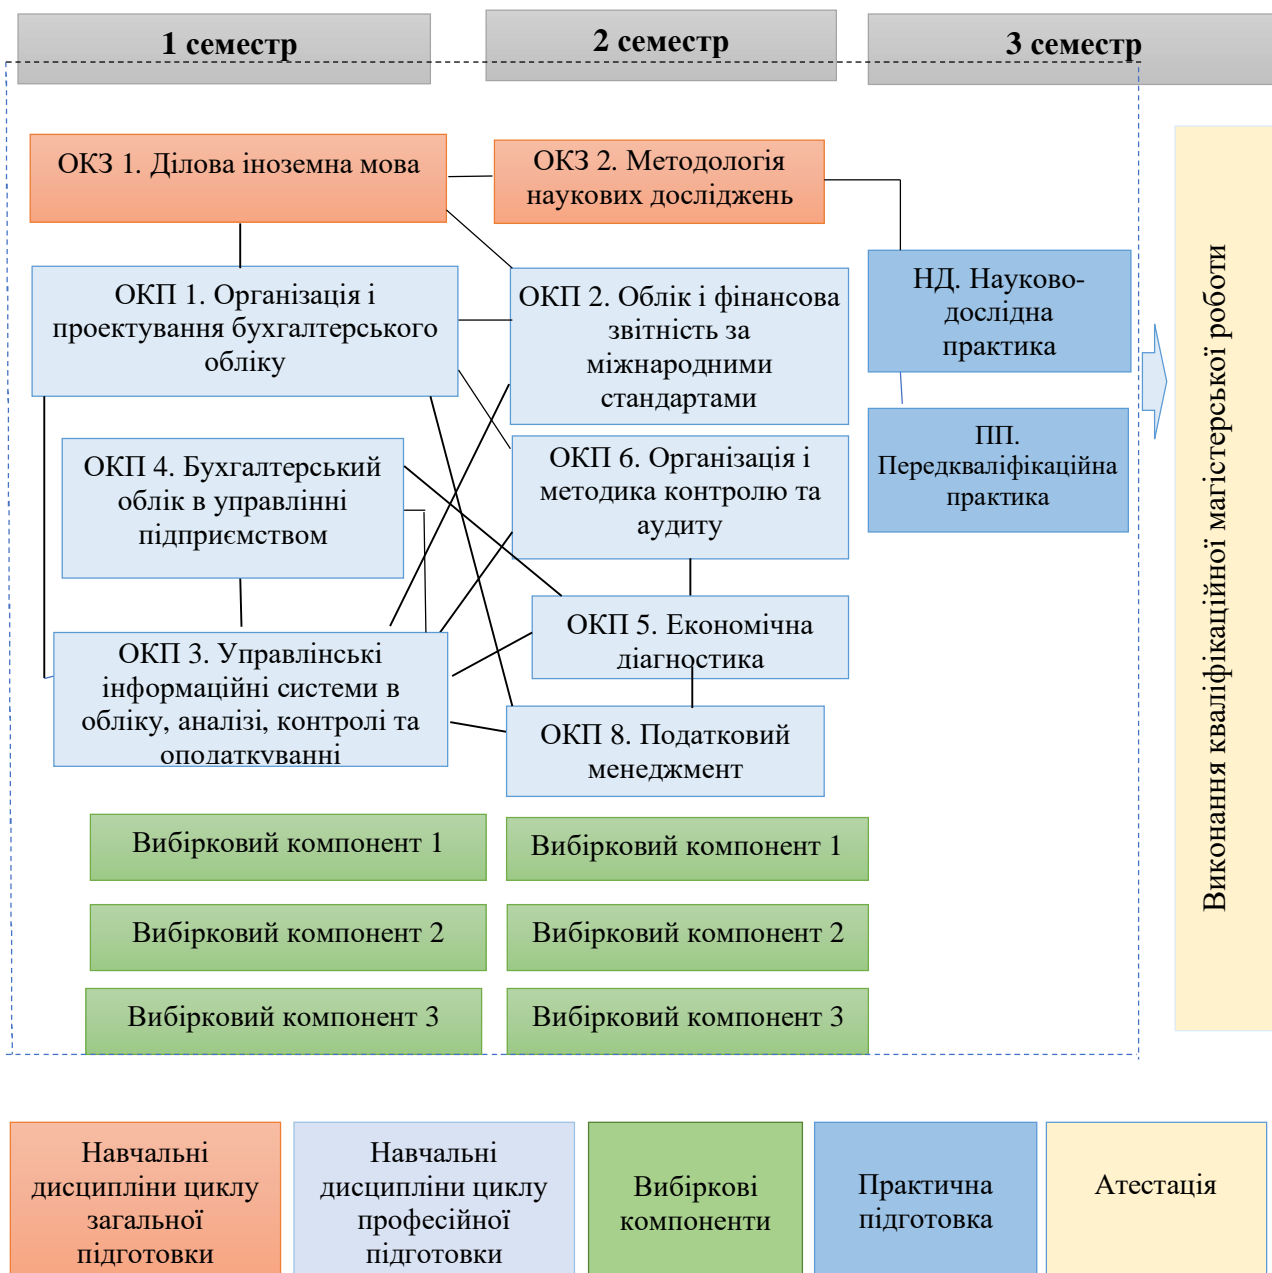 1 семестр
2 семестр
3 семестр
ОКЗ 1. Ділова іноземна мова
ОКЗ 2. Методологія
наукових досліджень
ОКП 1. Організація і
проектування бухгалтерського
обліку
ОКП 2. Облік і фінансова
звітність за
міжнародними
стандартами
НД. Науково-
дослідна
практика
ОКП 4. Бухгалтерський
облік в управлінні
підприємством
ОКП 6. Організація і
методика контролю та
аудиту
ПП.
Передкваліфікаційна
практика
ОКП 3. Управлінські
інформаційні системи в
обліку, аналізі, контролі та
оподаткуванні
ОКП 5. Економічна
діагностика
ОКП 8. Податковий
менеджмент
Вибірковий компонент 1
Вибірковий компонент 1
Вибірковий компонент 2
Вибірковий компонент 2
Вибірковий компонент 3
Вибірковий компонент 3
Виконання кваліфікаційної магістерської роботи
Навчальні
дисципліни циклу
загальної
підготовки
Навчальні
дисципліни циклу
професійної
підготовки
Вибіркові
компоненти
Практична
підготовка
Атестація